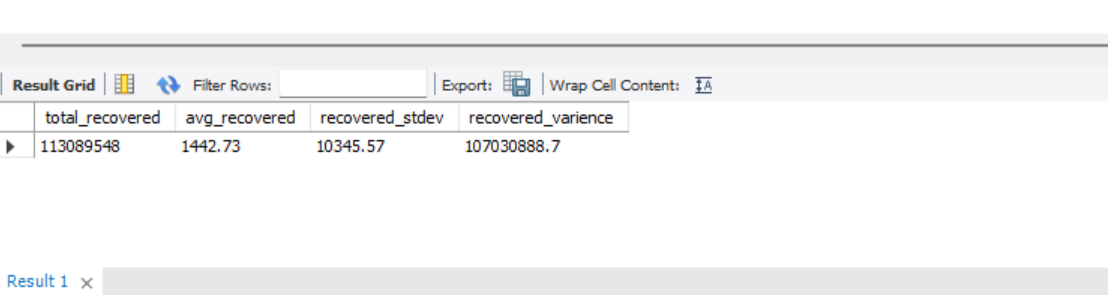 Result Grid Filter Rows: Export: Wrap Cell Content: IA
total_recovered avg_recovered recovered_stdev recovered_varience
113089548 1442.73 10345.57 107030888.7
Result 1 ×